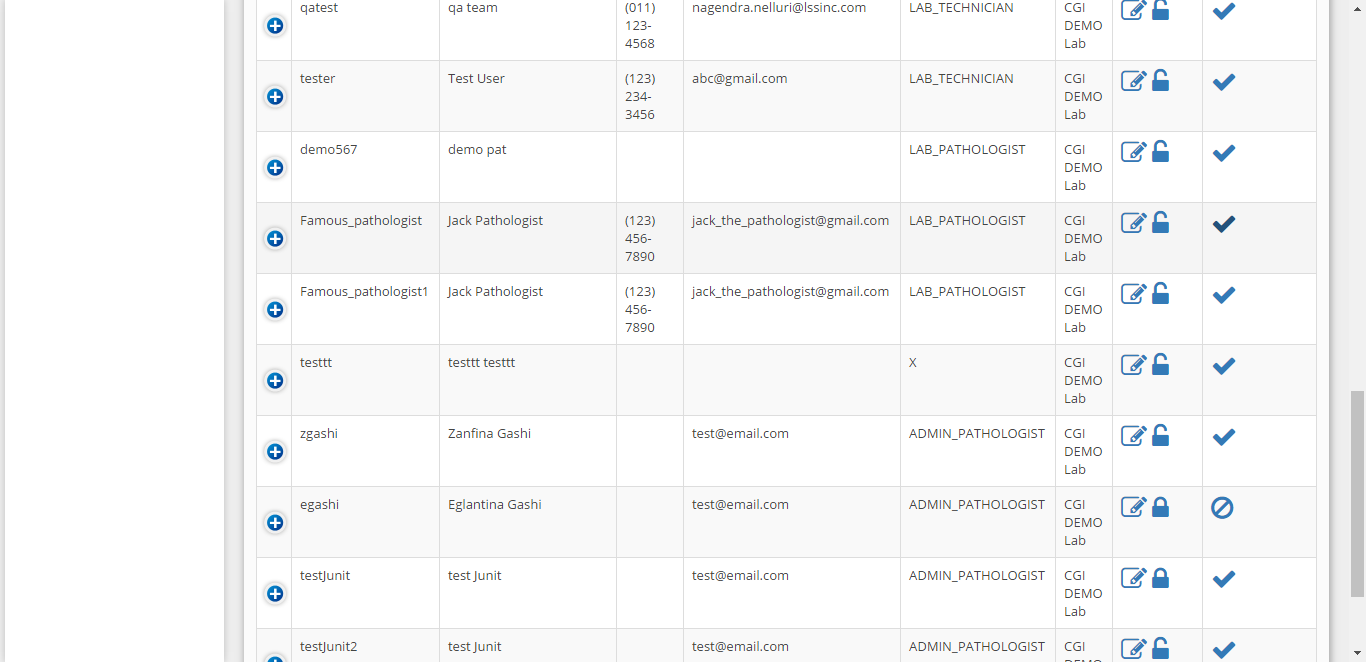 qatest qa team (011) nagendra.nelluri@lssinc.com LAB_TECHNICIAN CGI
123- DEMO
4568 Lab
tester Test User (123) abc@gmail.com LAB_TECHNICIAN CGI
234- DEMO
3456 Lab
demo567 demo pat LAB_PATHOLOGIST CGI
DEMO
Lab
Famous_pathologist Jack Pathologist (123) jack_the_pathologist@gmail.com LAB_PATHOLOGIST CGI
456- DEMO
7890 Lab
Famous_pathologist1 Jack Pathologist (123) jack_the_pathologist@gmail.com LAB_PATHOLOGIST CGI
456- DEMO
7890 Lab
testtt testtt testtt X CGI
DEMO
Lab
zgashi Zanfina Gashi test@email.com ADMIN_PATHOLOGIST CGI
DEMO
Lab
egashi Eglantina Gashi test@email.com ADMIN_PATHOLOGIST CGI
DEMO
Lab
testJunit test Junit test@email.com ADMIN_PATHOLOGIST CGI
DEMO
Lab
testJunit2 test Junit test@email.com ADMIN_PATHOLOGIST CGI
DEMO